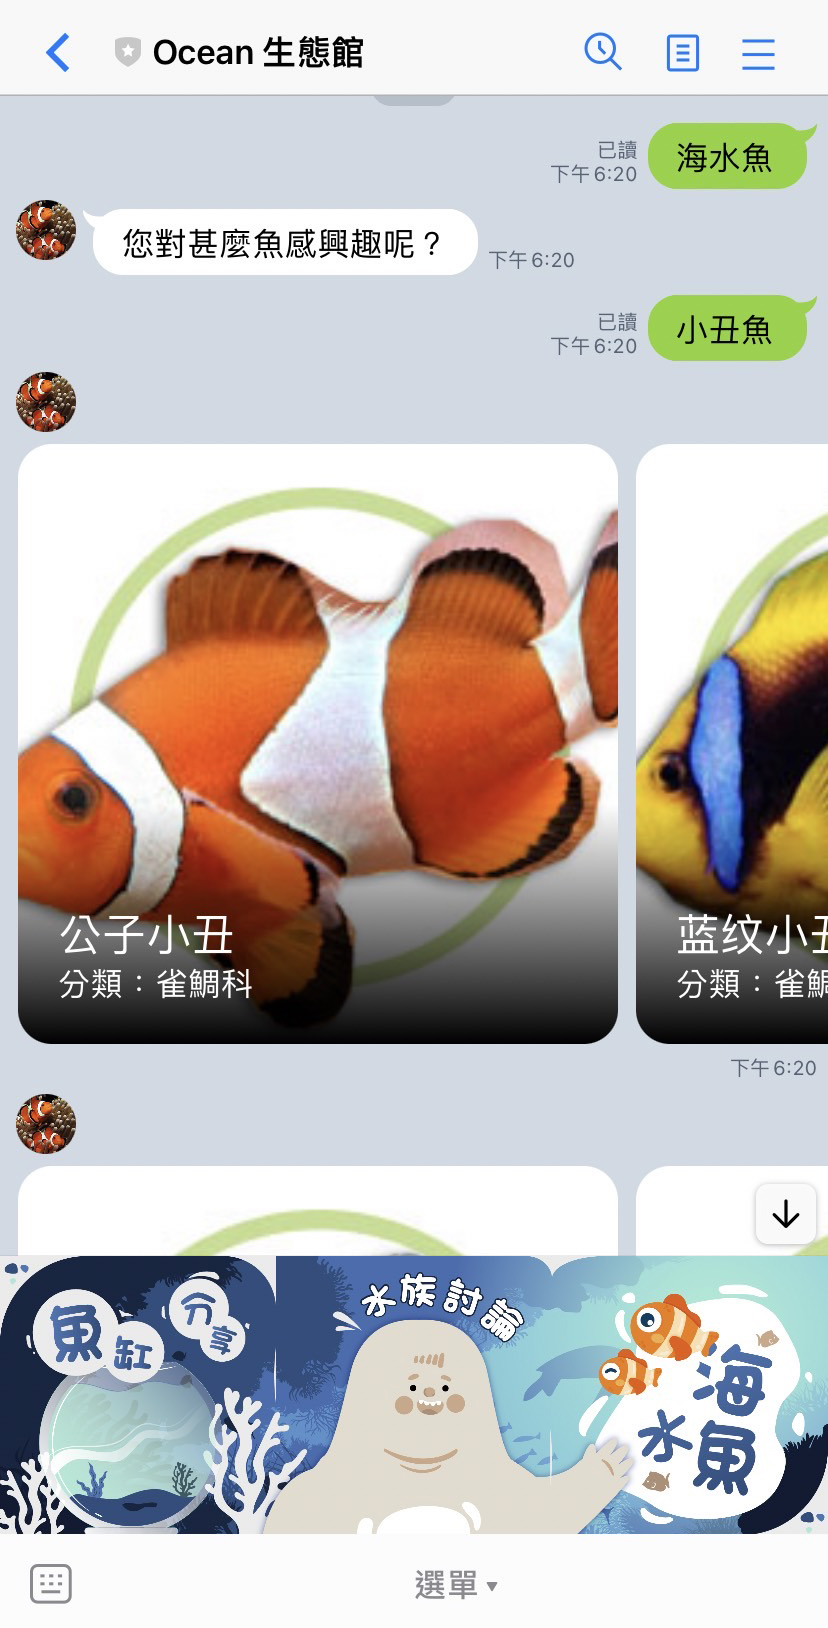 Ocean 生態館
已讀
下午 6:20
海水魚
您對甚麼魚感興趣呢？
下午 6:20
已讀
下午 6:20
小丑魚
公子小丑
分類：雀鯛科
蓝纹小丑
分類：雀鯛
下午 6:20
魚缸
分享
水族討論
海水魚
選單